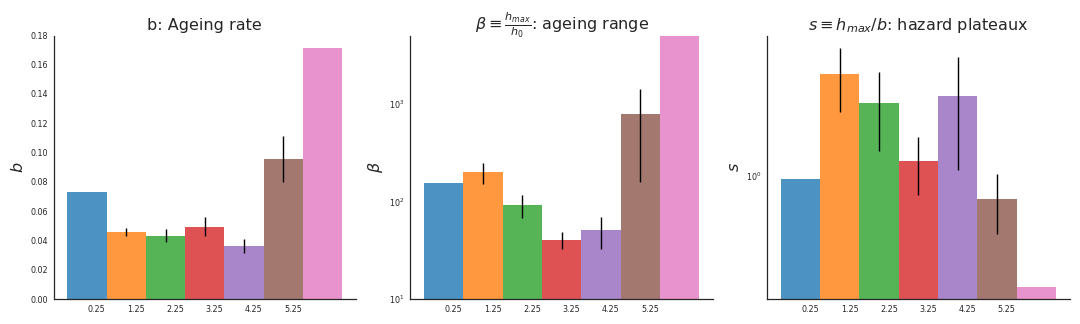 b: Ageing rate
b
0.18
0.16
0.14
0.12
0.10
0.08
0.06
0.04
0.02
0.00
0.25 1.25 2.25 3.25 4.25 5.25
β ≡ h_max/h_0: ageing range
β
10^3
10^2
10^1
0.25 1.25 2.25 3.25 4.25 5.25
s ≡ h_max/b: hazard plateaux
s
10^0
0.25 1.25 2.25 3.25 4.25 5.25